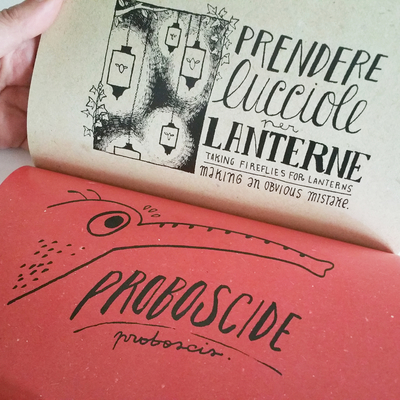 PRENDERE
lucciole
per
LANTERNE
TAKING FIREFLIES FOR LANTERNS
MAKING AN OBVIOUS MISTAKE.
PROBOSCIDE
proboscis.